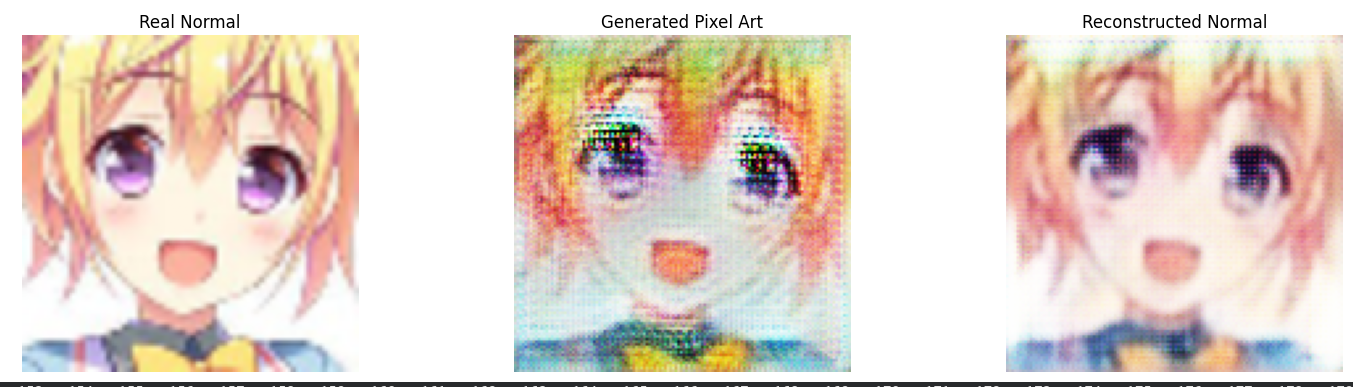 Real Normal
Generated Pixel Art
Reconstructed Normal